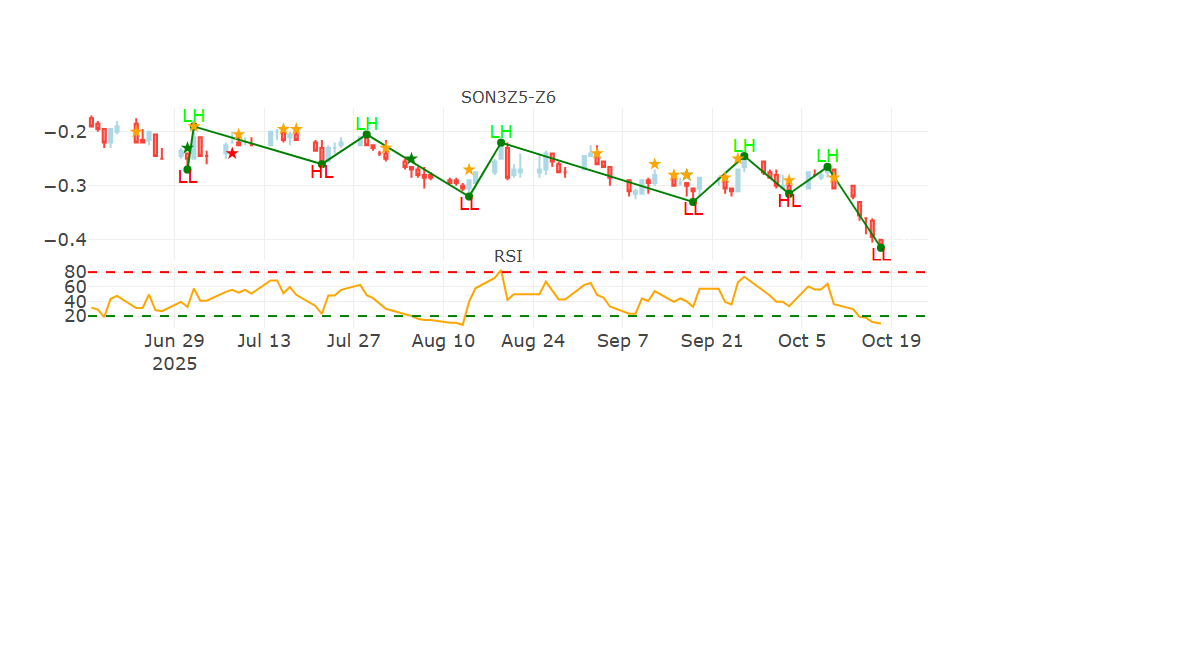 SON3Z5-Z6
LH
LH
LH
LH
LH
LL
HL
LL
LL
HL
LL
−0.2
−0.3
−0.4
RSI
80
60
40
20
Jun 29
2025
Jul 13
Jul 27
Aug 10
Aug 24
Sep 7
Sep 21
Oct 5
Oct 19